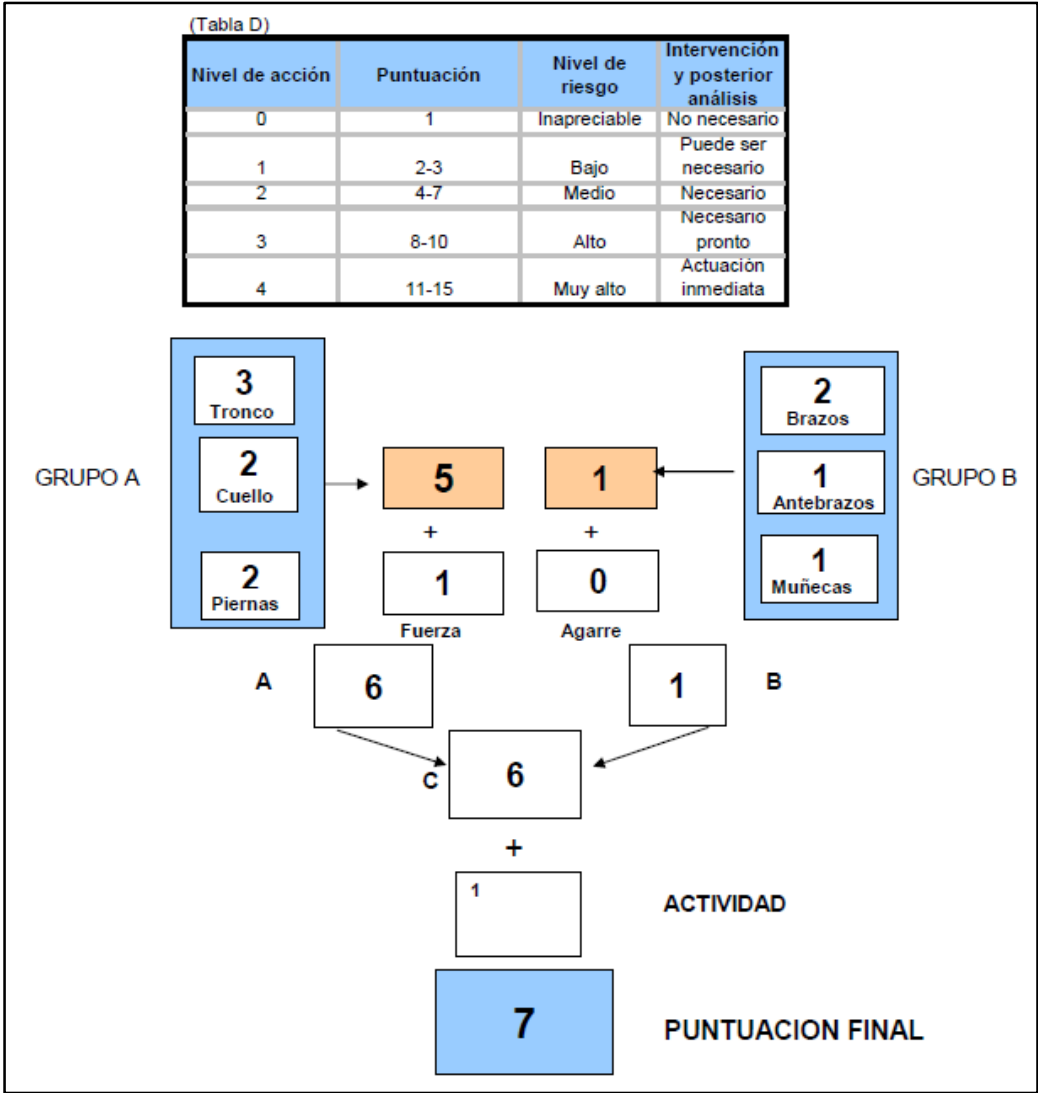 (Tabla D)
Nivel de acción Puntuación Nivel de riesgo Intervención y posterior análisis
0 1 Inapreciable No necesario
1 2-3 Bajo Puede ser necesario
2 4-7 Medio Necesario
3 8-10 Alto Necesario pronto
4 11-15 Muy alto Actuación inmediata
GRUPO A
3
Tronco
2
Cuello
2
Piernas
5
+
1
Fuerza
1
+
0
Agarre
2
Brazos
1
Antebrazos
1
Muñecas
GRUPO B
A
6
1
B
C
6
+
1
ACTIVIDAD
7
PUNTUACION FINAL